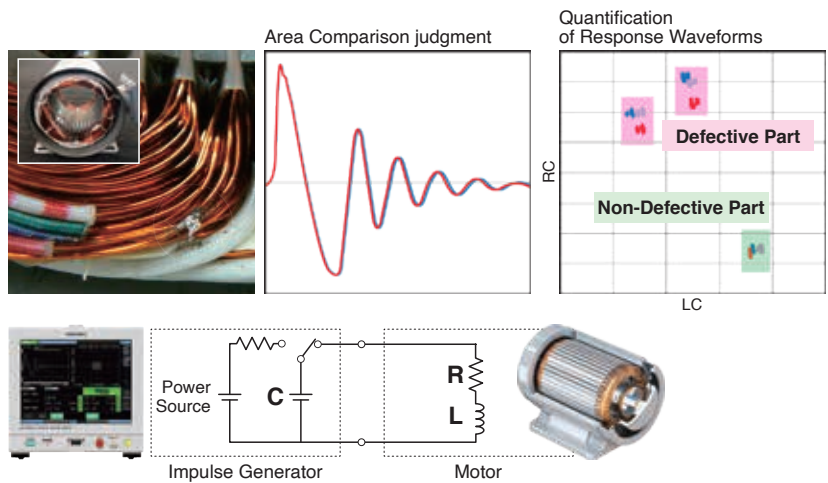 Area Comparison judgment
Quantification
of Response Waveforms
Defective Part
Non-Defective Part
RC
LC
Power
Source
C
R
L
Impulse Generator
Motor